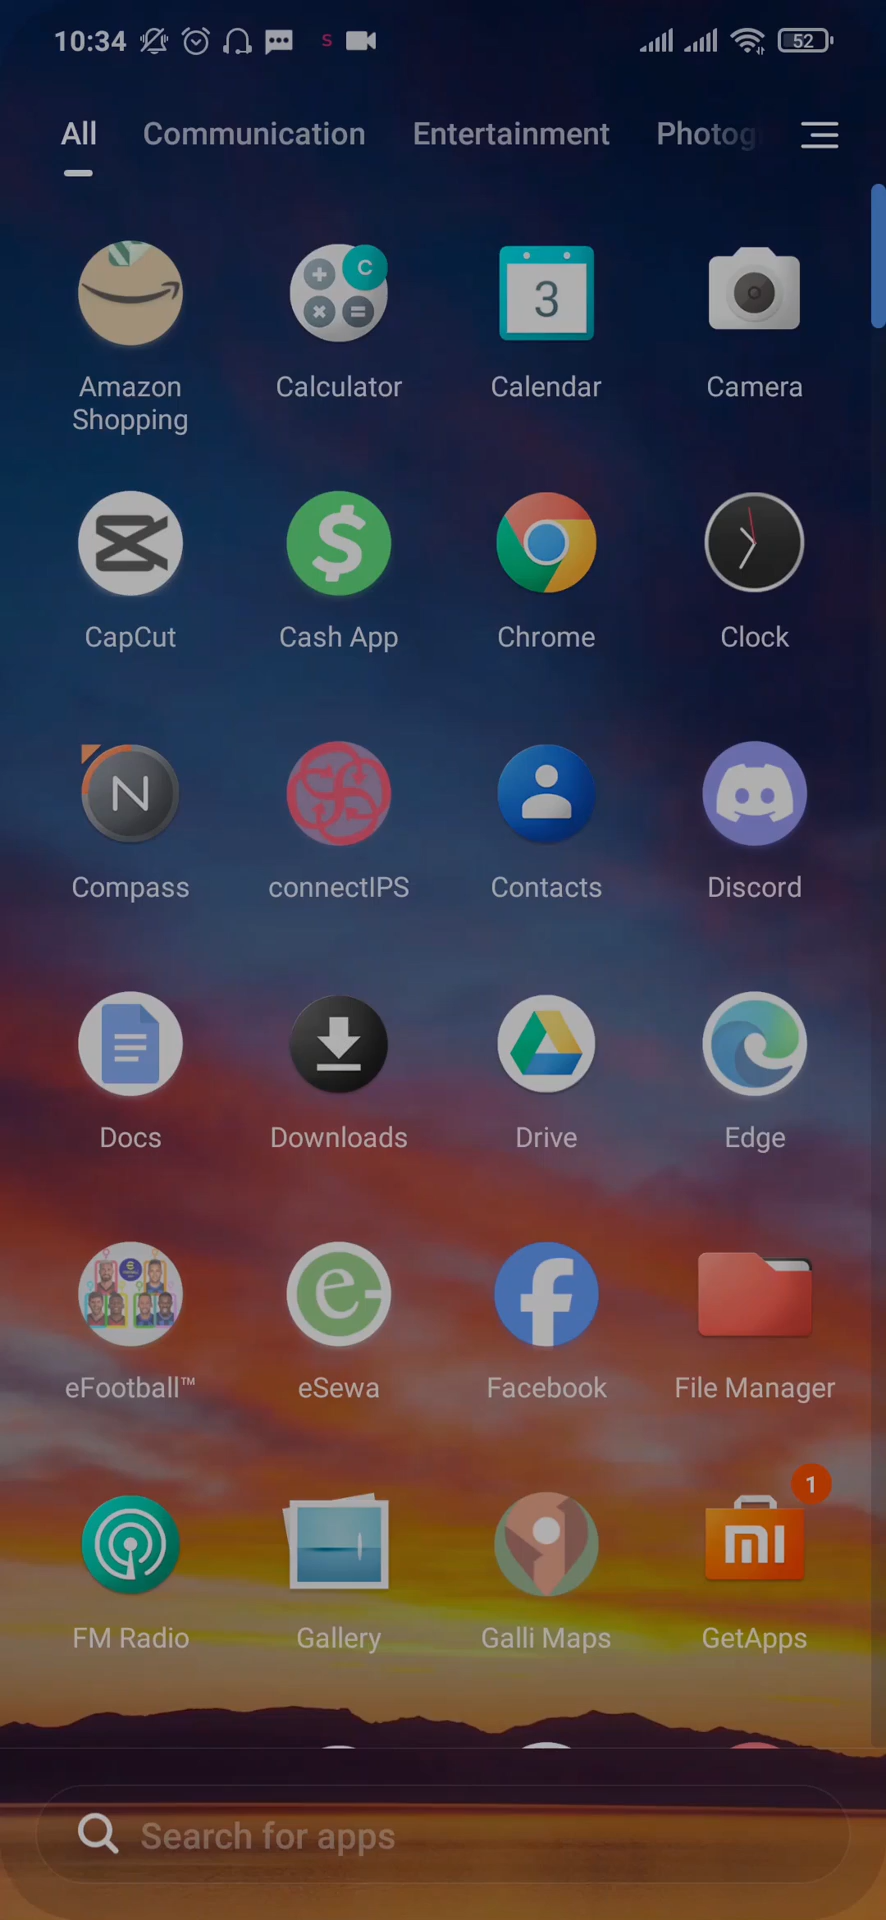 10:34 S 52
All Communication Entertainment Photog
C
3
Amazon Calculator Calendar Camera
Shopping
$
CapCut Cash App Chrome Clock
N
Compass connectIPS Contacts Discord
Docs Downloads Drive Edge
e f
eFootball™ eSewa Facebook File Manager
1
mi
FM Radio Gallery Galli Maps GetApps
Search for apps